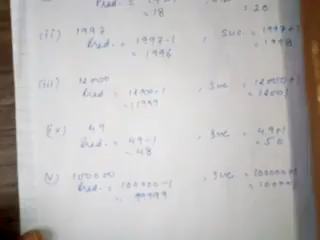 Pred. =
= 18
= 20
(ii) 1997
Pred. = 1997-1 , Suc = 1997+1
= 1996 = 1998
(iii) 12000
Pred. = 12000-1 , Suc = 12000+1
= 11999 = 12001
(iv) 49
Pred. = 49-1 , Suc = 49+1
= 48 = 50
(v) 100000
Pred. = 100000-1 , Suc = 100000+1
= 99999